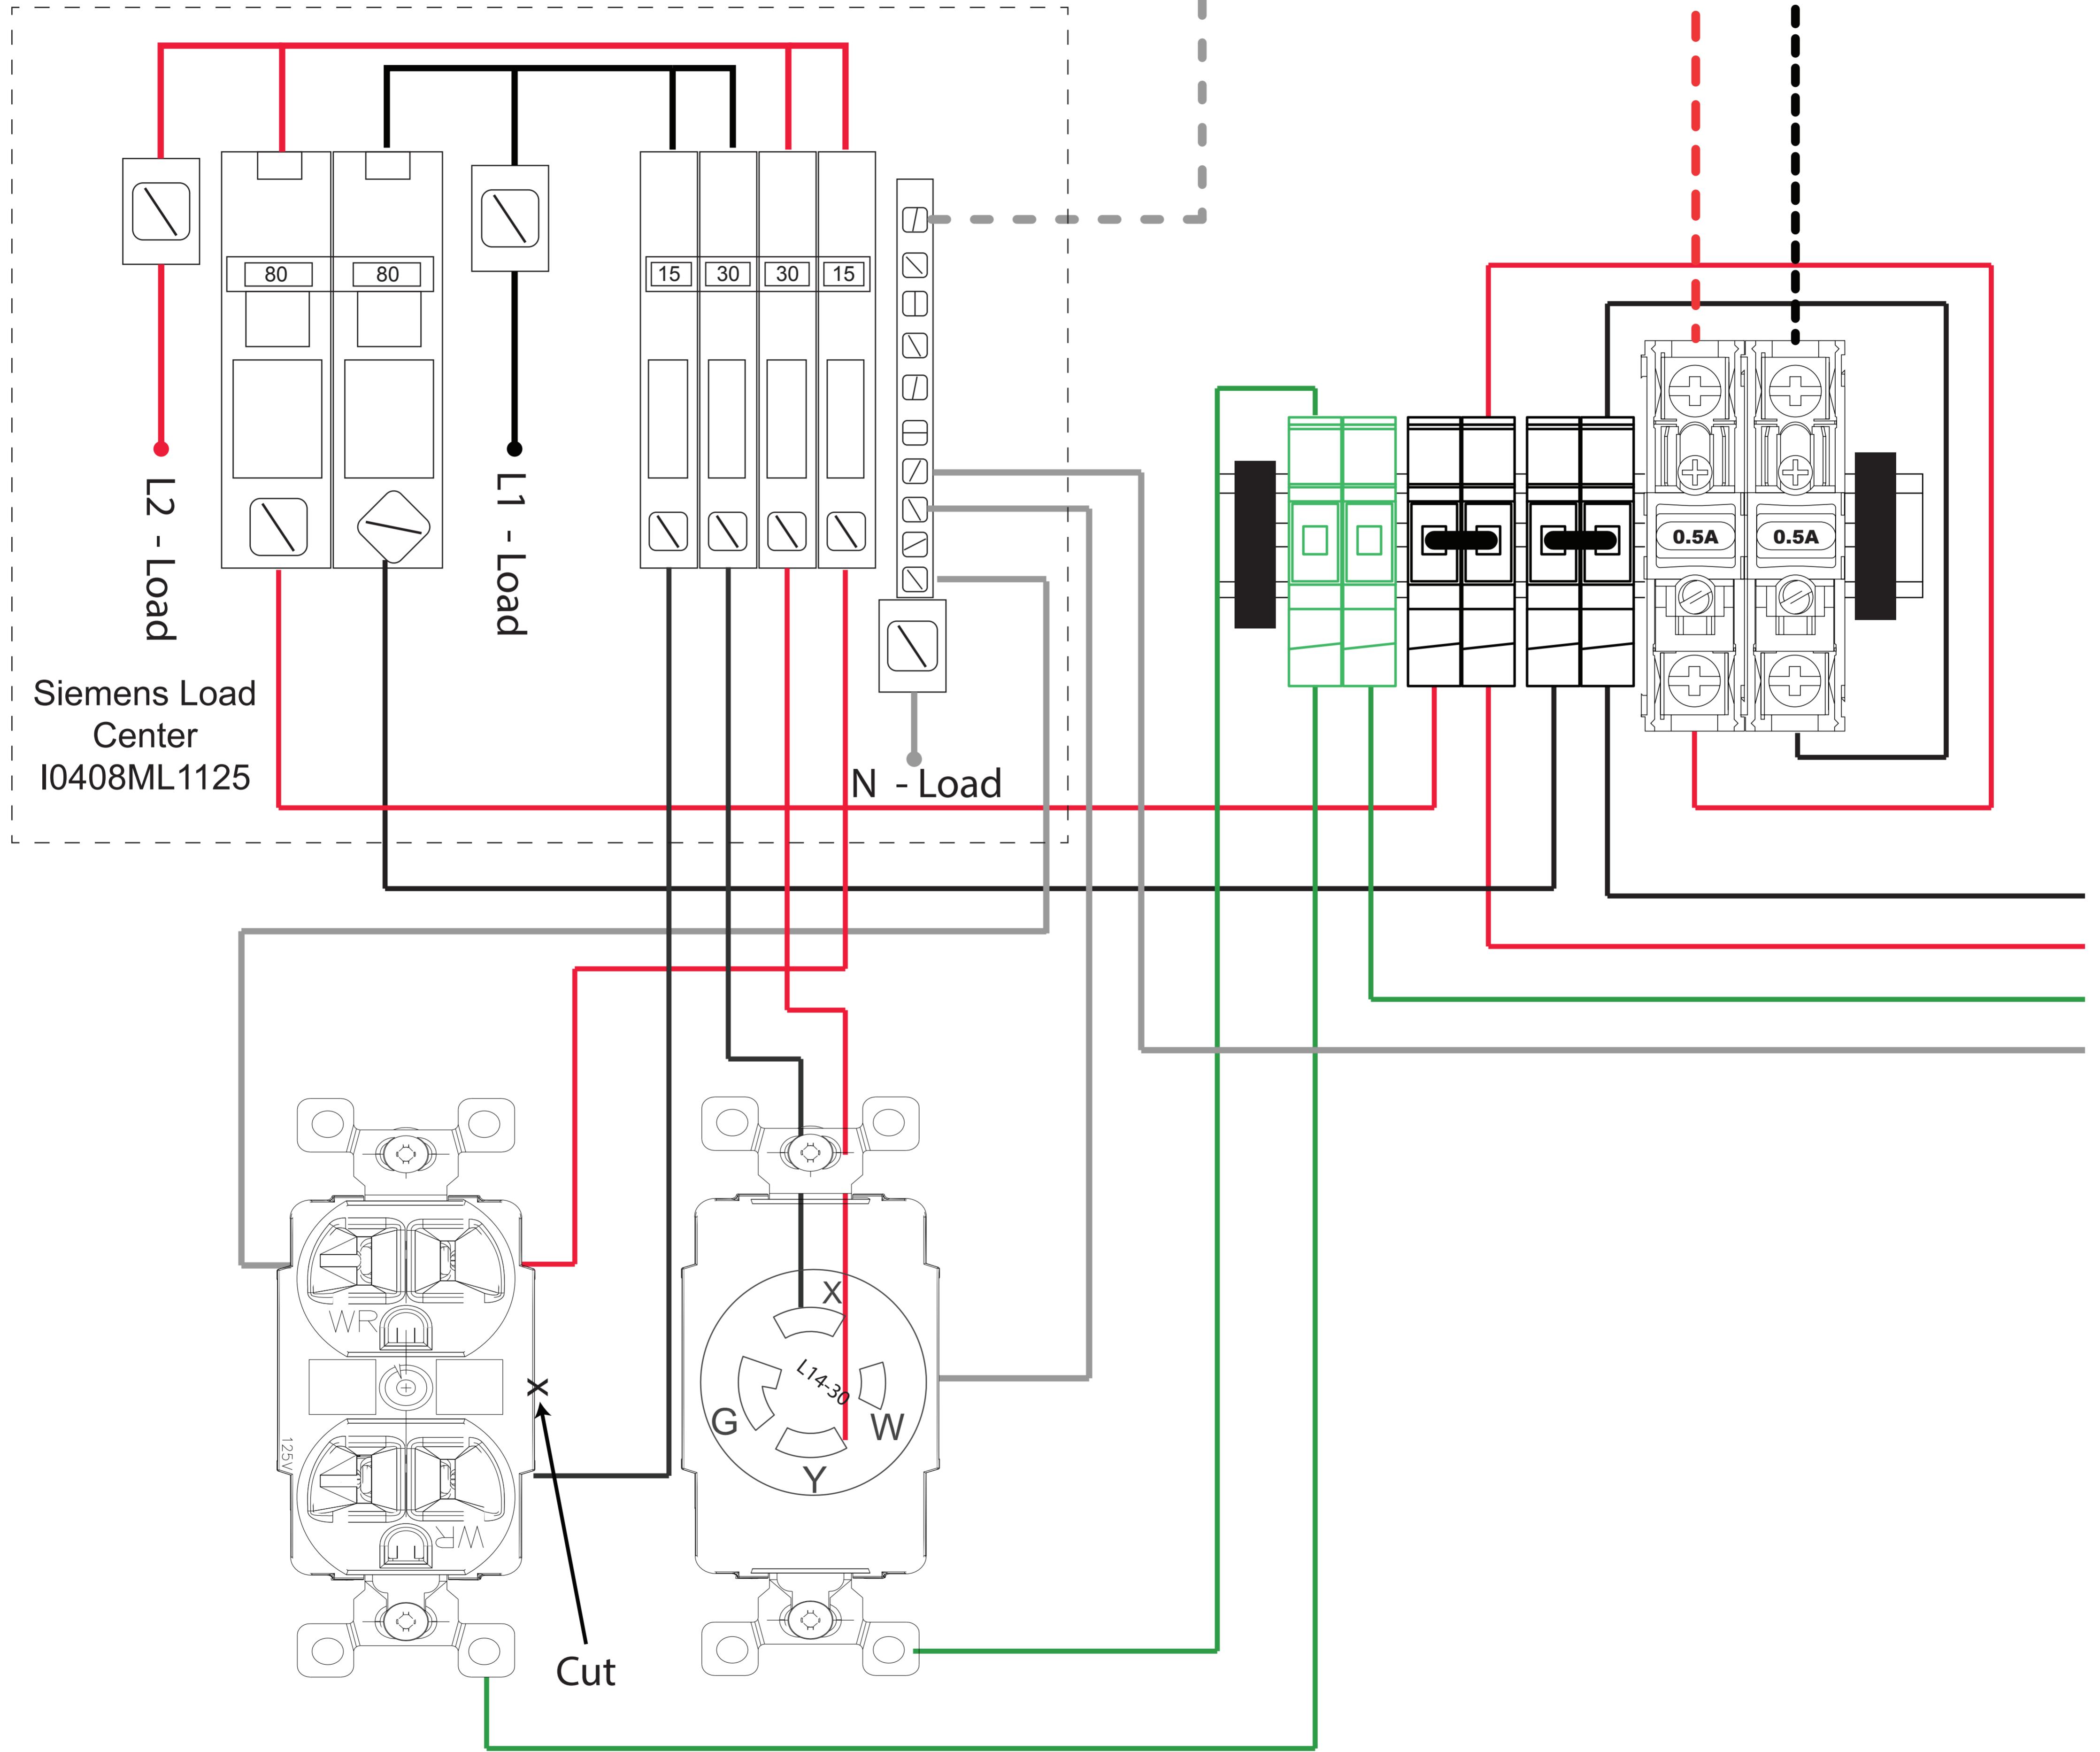 80
80
15
30
30
15
L2 - Load
L1 - Load
Siemens Load
Center
I0408ML1125
N - Load
0.5A
0.5A
WR
125V
WR
X
L14-30
G
W
Y
x
Cut